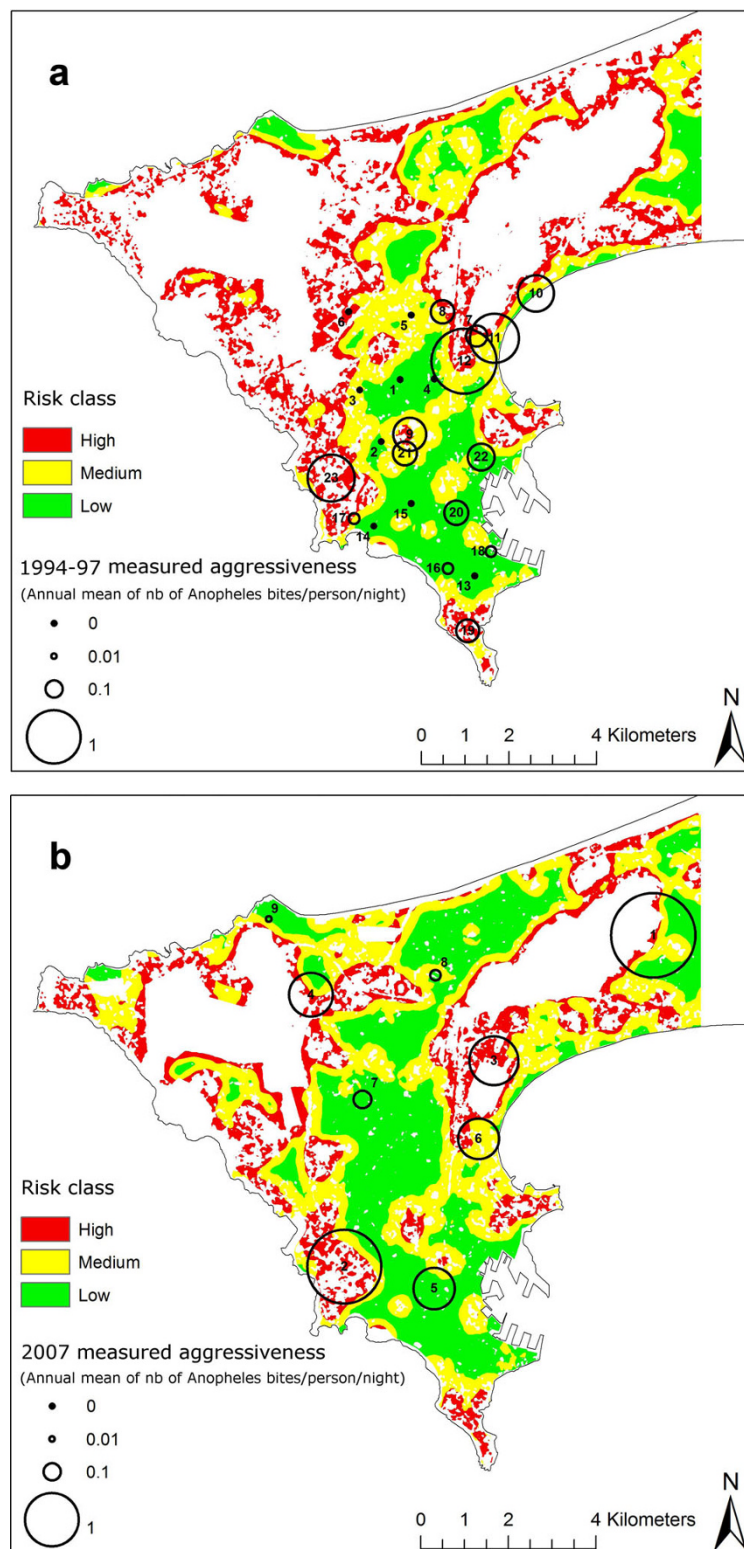 a
10
8
7
11
6
5
12
1
4
3
9
2
21
22
23
15
20
17
14
18
16
13
19
Risk class
High
Medium
Low
1994-97 measured aggressiveness
(Annual mean of nb of Anopheles bites/person/night)
0
0.01
0.1
1
N
0 1 2 4 Kilometers
b
9
1
8
4
3
7
6
2
5
Risk class
High
Medium
Low
2007 measured aggressiveness
(Annual mean of nb of Anopheles bites/person/night)
0
0.01
0.1
1
N
0 1 2 4 Kilometers